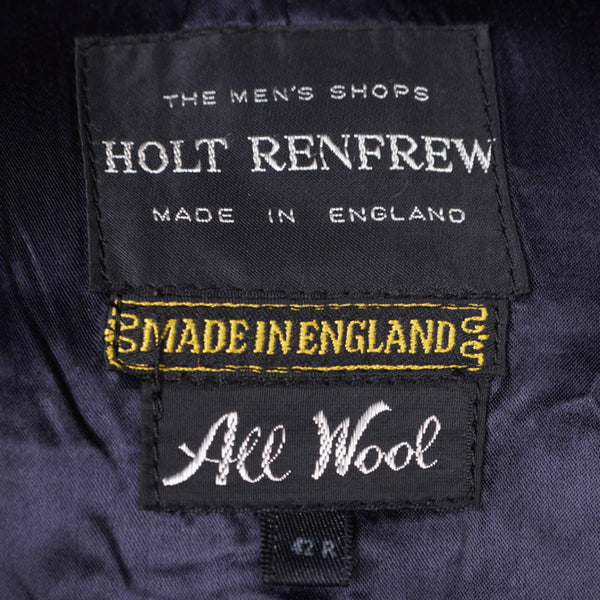 THE MEN'S SHOPS
HOLT RENFREW
MADE IN ENGLAND
MADE IN ENGLAND
All Wool
42 R